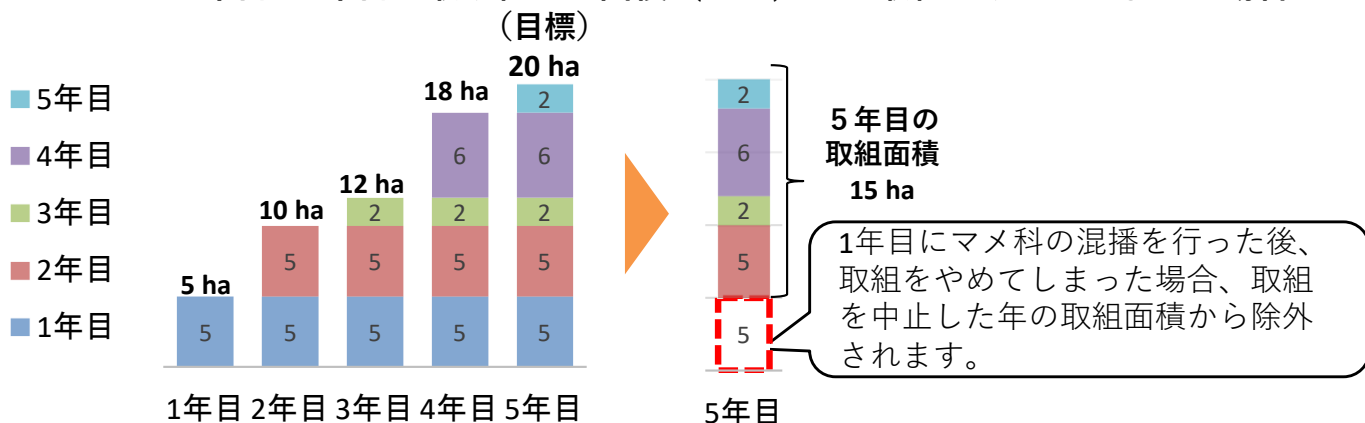 (目標)
20 ha
18 ha
12 ha
10 ha
5 ha
5年目
4年目
3年目
2年目
1年目
2
6 6
2 2 2
5 5 5 5
5 5 5 5 5
1年目 2年目 3年目 4年目 5年目
2
6
2
5
5
5年目
5年目の
取組面積
15 ha
1年目にマメ科の混播を行った後、
取組をやめてしまった場合、取組
を中止した年の取組面積から除外
されます。